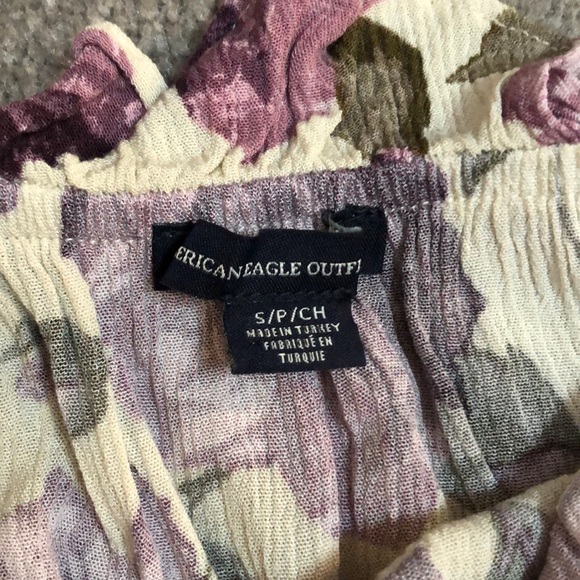 ERICAN EAGLE OUTFI
S/P/CH
MADE IN TURKEY
FABRIQUÉ EN
TURQUIE